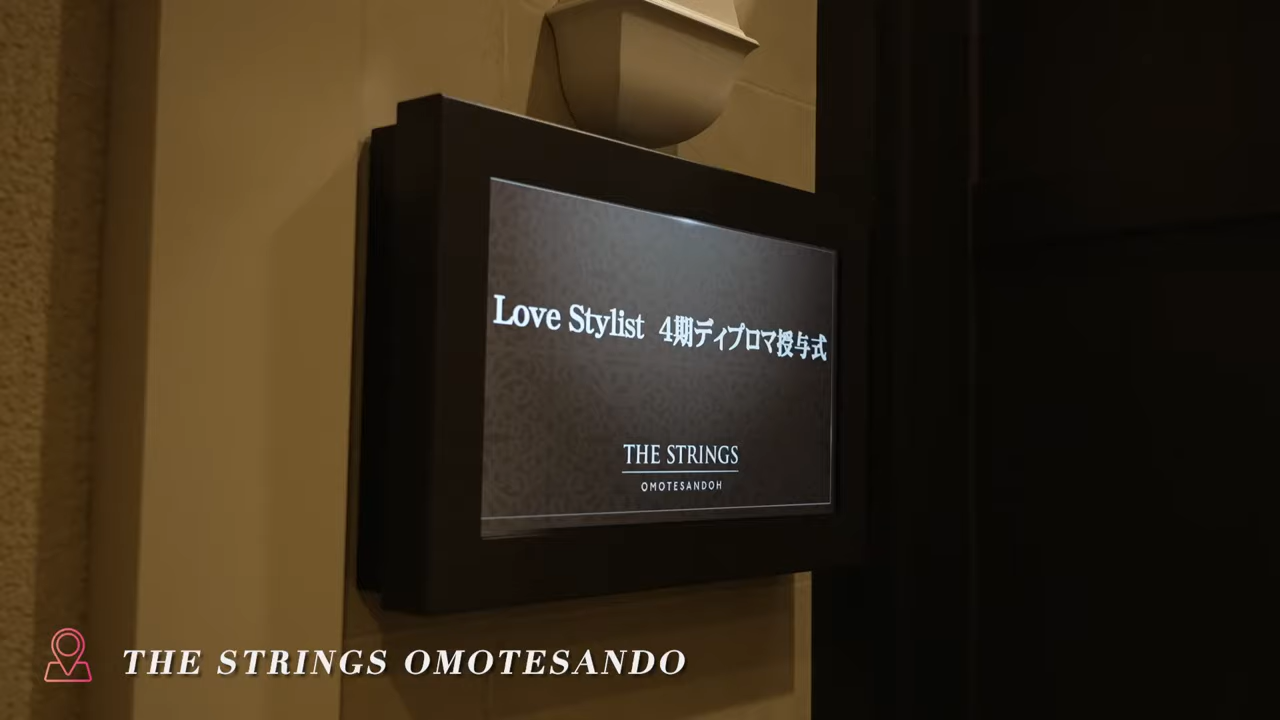 Love Stylist 4期ディプロマ授与式
THE STRINGS
OMOTESANDOH
THE STRINGS OMOTESANDO